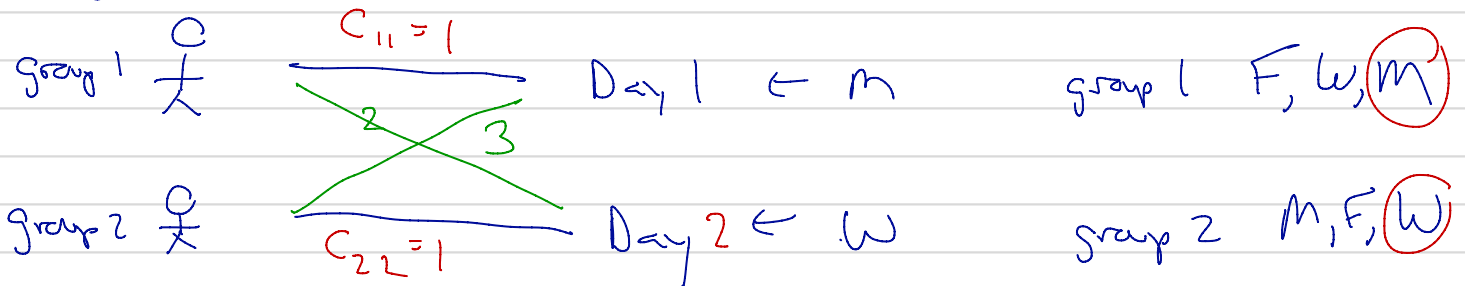 C₁₁ = 1
group 1 Day 1 ← M group 1 F, W, M
2 3
group 2 Day 2 ← W group 2 M, F, W
C₂₂ = 1